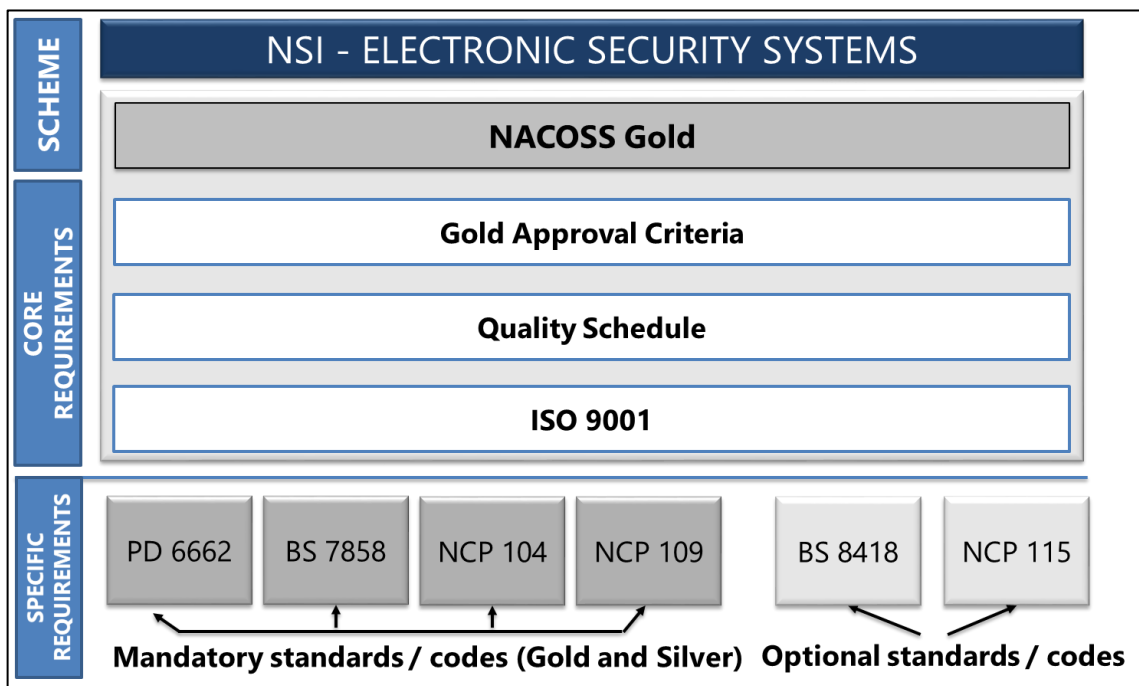 SCHEME
NSI - ELECTRONIC SECURITY SYSTEMS
NACOSS Gold
CORE
REQUIREMENTS
Gold Approval Criteria
Quality Schedule
ISO 9001
SPECIFIC
REQUIREMENTS
PD 6662
BS 7858
NCP 104
NCP 109
BS 8418
NCP 115
Mandatory standards / codes (Gold and Silver)
Optional standards / codes